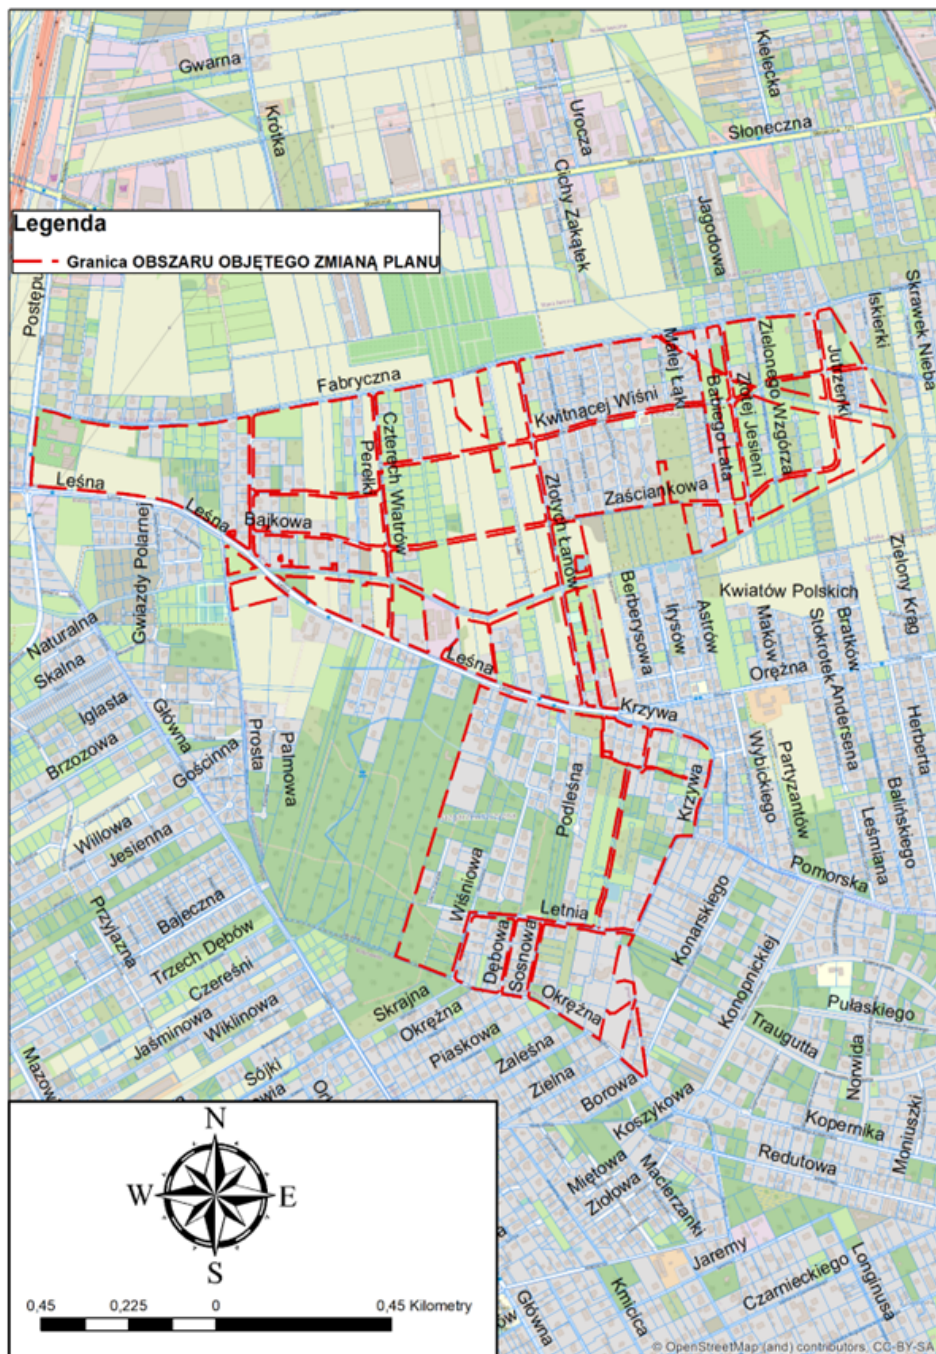 Gwarna
Krótka
Kielecka
Urocza
Słoneczna
Cichy Zakątek
Jagodowa
Legenda
Granica OBSZARU OBJĘTEGO ZMIANĄ PLANU
Postępu
Skrawek Nieba
Iskierki
Fabryczna
Małej Łąki
Zielonego Wzgórza
Jutrzenki
Kwitnącej Wiśni
Babiego Lata
Złotej Jesieni
Czterech Wiatrów
Perełki
Leśna
Leśna
Bajkowa
Złotych Łanów
Zaściankowa
Gwiazdy Polarnej
Berberysowa
Irysów
Astrów
Kwiatów Polskich
Zielony Krąg
Naturalna
Skalna
Maków
Stokrotek
Bratków
Leśna
Orężna
Iglasta
Główna
Krzywa
Andersena
Herberta
Brzozowa
Gościnna
Prosta
Palmowa
Wybickiego
Partyzantów
Podleśna
Krzywa
Balińskiego
Willowa
Jesienna
Leśmiana
Wiśniowa
Pomorska
Przyjazna
Bajeczna
Letnia
Konarskiego
Trzech Dębów
Dębowa
Sosnowa
Konopnickiej
Czereśni
Skrajna
Okrężna
Okrężna
Pułaskiego
Jaśminowa
Wiklinowa
Piaskowa
Traugutta
Zaleśna
Norwida
Sójki
Zielna
Mazow
Borowa
Koszykowa
Kopernika
Moniuszki
Redutowa
Miętowa
Macierzanki
Ziołowa
Jaremy
Czarnieckiego
Longinusa
Kmicica
Główna
N
W E
S
0,45 0,225 0 0,45 Kilometry
© OpenStreetMap (and) contributors, CC-BY-SA